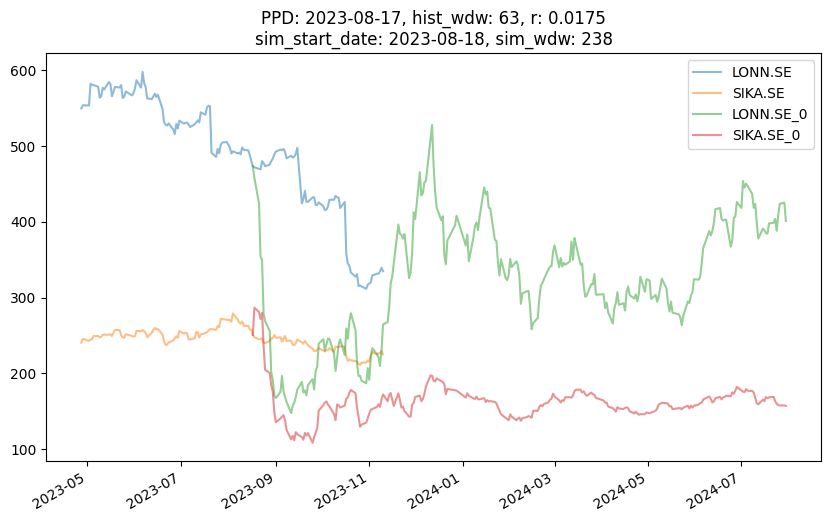 PPD: 2023-08-17, hist_wdw: 63, r: 0.0175
sim_start_date: 2023-08-18, sim_wdw: 238
LONN.SE
SIKA.SE
LONN.SE_0
SIKA.SE_0
600
500
400
300
200
100
2023-05
2023-07
2023-09
2023-11
2024-01
2024-03
2024-05
2024-07